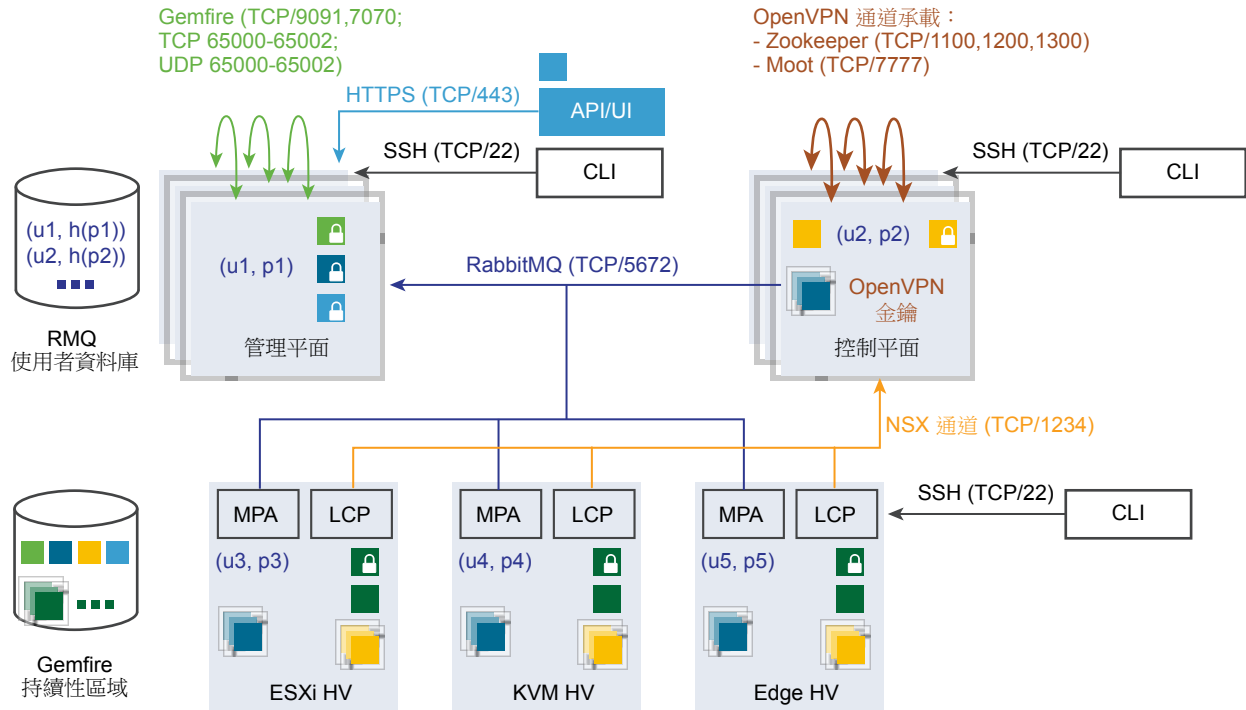 Gemfire (TCP/9091,7070;
TCP 65000-65002;
UDP 65000-65002)
OpenVPN 通道承載：
- Zookeeper (TCP/1100,1200,1300)
- Moot (TCP/7777)
HTTPS (TCP/443)
API/UI
SSH (TCP/22)
CLI
SSH (TCP/22)
CLI
(u1, h(p1))
(u2, h(p2))
RMQ
使用者資料庫
(u1, p1)
管理平面
RabbitMQ (TCP/5672)
(u2, p2)
OpenVPN
金鑰
控制平面
NSX 通道 (TCP/1234)
MPA
LCP
(u3, p3)
ESXi HV
MPA
LCP
(u4, p4)
KVM HV
MPA
LCP
(u5, p5)
Edge HV
SSH (TCP/22)
CLI
Gemfire
持續性區域